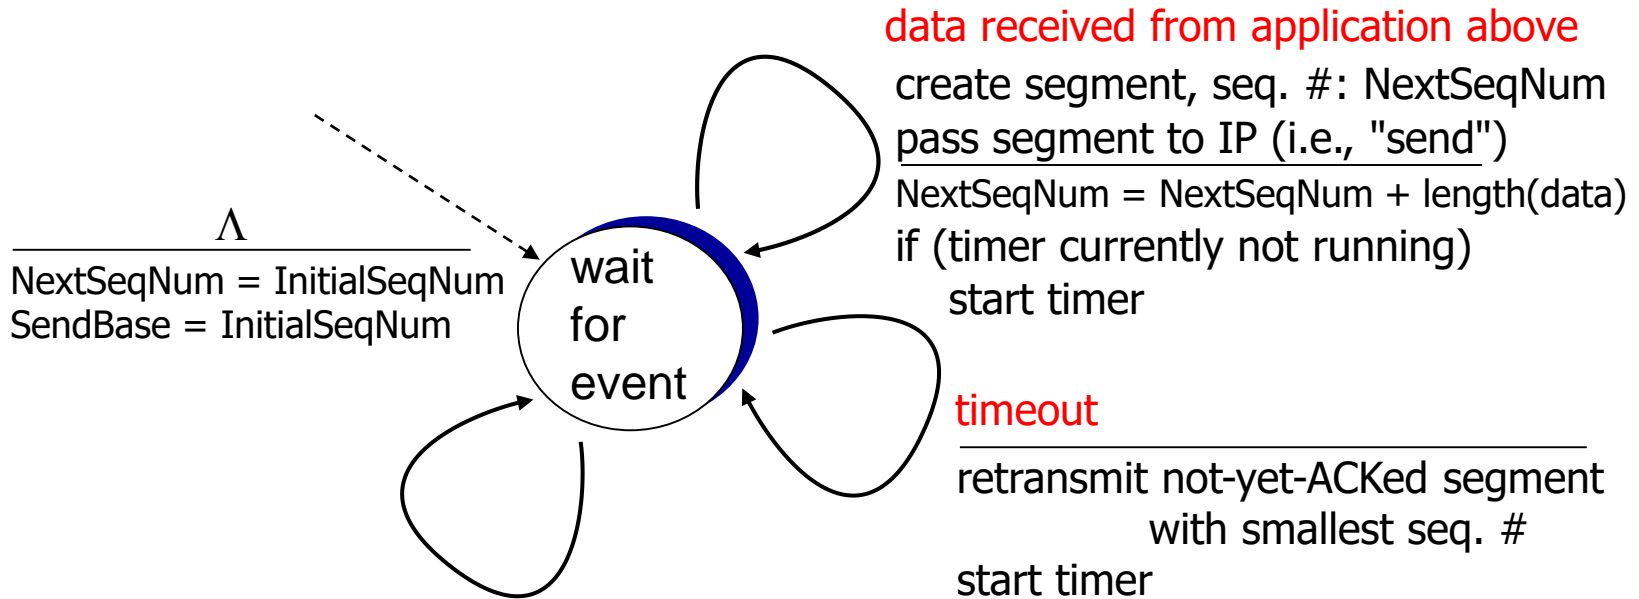 data received from application above
create segment, seq. #: NextSeqNum
pass segment to IP (i.e., "send")
NextSeqNum = NextSeqNum + length(data)
if (timer currently not running)
start timer
Λ
NextSeqNum = InitialSeqNum
SendBase = InitialSeqNum
wait
for
event
timeout
retransmit not-yet-ACKed segment
with smallest seq. #
start timer